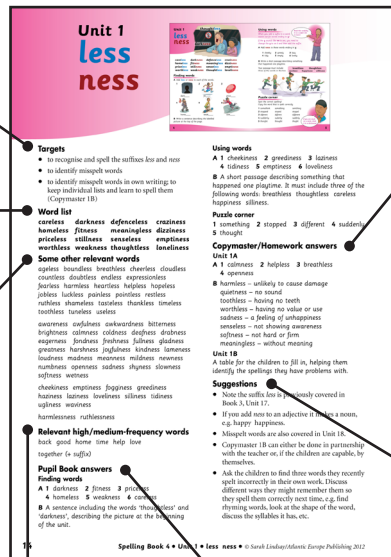 Unit 1
less
ness
Targets
• to recognise and spell the suffixes less and ness
• to identify misspelt words
• to identify misspelt words in own writing; to
keep individual lists and learn to spell them
(Copymaster 1B)
Word list
careless darkness defenceless craziness
homeless fitness meaningless dizziness
priceless stillness senseless emptiness
worthless weakness thoughtless loneliness
Some other relevant words
ageless boundless breathless cheerless cloudless
countless doubtless endless expressionless
fearless harmless heartless helpless hopeless
jobless luckless painless pointless restless
ruthless shameless tasteless thankless timeless
toothless tuneless useless
awareness awfulness awkwardness bitterness
brightness calmness coldness deafness drabness
eagerness fondness freshness fullness gladness
greatness harshness joyfulness kindness lameness
loudness madness meanness mildness newness
numbness openness sadness shyness slowness
softness wetness
cheekiness emptiness fogginess greediness
haziness laziness loveliness silliness tidiness
ugliness waviness
harmlessness ruthlessness
Relevant high/medium-frequency words
back good home time help love
together (+ suffix)
Pupil Book answers
Finding words
A 1 darkness 2 fitness 3 priceless
4 homeless 5 weakness 6 careless
B A sentence including the words 'thoughtless' and
'darkness', describing the picture at the beginning
of the unit.
Using words
A 1 cheekiness 2 greediness 3 laziness
4 tidiness 5 emptiness 6 loveliness
B A short passage describing something that
happened one playtime. It must include three of the
following words: breathless thoughtless careless
happiness silliness.
Puzzle corner
1 something 2 stopped 3 different 4 suddenly
5 thought
Copymaster/Homework answers
Unit 1A
A 1 calmness 2 helpless 3 breathless
4 openness
B harmless – unlikely to cause damage
quietness – no sound
toothless – having no teeth
worthless – having no value or use
sadness – a feeling of unhappiness
senseless – not showing awareness
softness – not hard or firm
meaningless – without meaning
Unit 1B
A table for the children to fill in, helping them
identify the spellings they have problems with.
Suggestions
• Note the suffix less is previously covered in
Book 3, Unit 17.
• If you add ness to an adjective it makes a noun,
e.g. happy happiness.
• Misspelt words are also covered in Unit 18.
• Copymaster 1B can either be done in partnership
with the teacher or, if the children are capable, by
themselves.
• Ask the children to find three words they recently
spelt incorrectly in their own work. Discuss
different ways they might remember them so
they spell them correctly next time, e.g. find
rhyming words, look at the shape of the word,
discuss the syllables it has, etc.
14 Spelling Book 4 • Unit 1 • less ness • © Sarah Lindsay/Atlantic Europe Publishing 2012